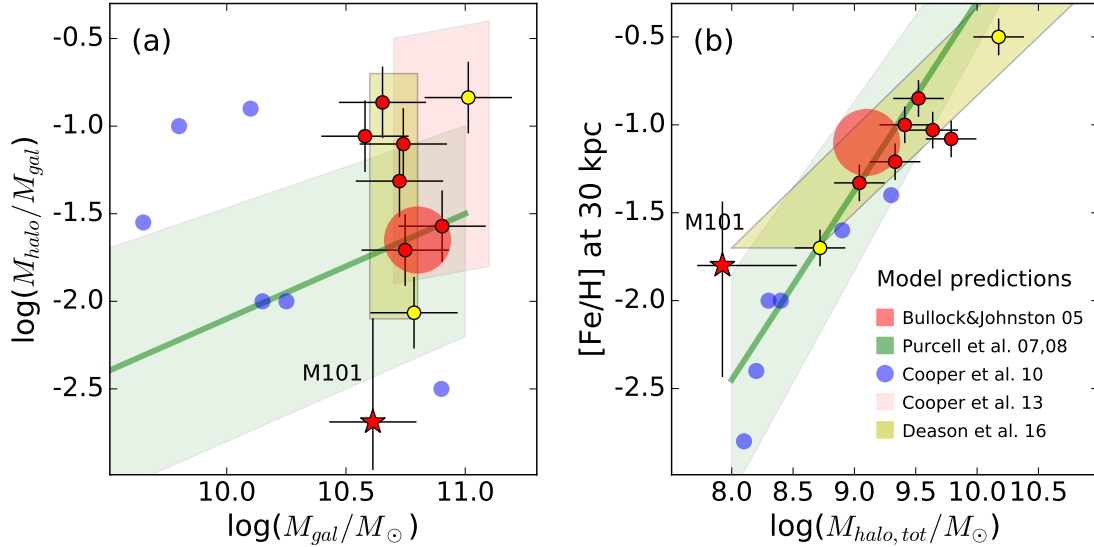 (a)
-0.5
-1.0
-1.5
-2.0
-2.5
log(M_halo/M_gal)
M101
10.0
10.5
11.0
log(M_gal/M_⊙)
(b)
-0.5
-1.0
-1.5
-2.0
-2.5
[Fe/H] at 30 kpc
M101
Model predictions
Bullock&Johnston 05
Purcell et al. 07,08
Cooper et al. 10
Cooper et al. 13
Deason et al. 16
8.0
8.5
9.0
9.5
10.0
10.5
log(M_halo,tot/M_⊙)